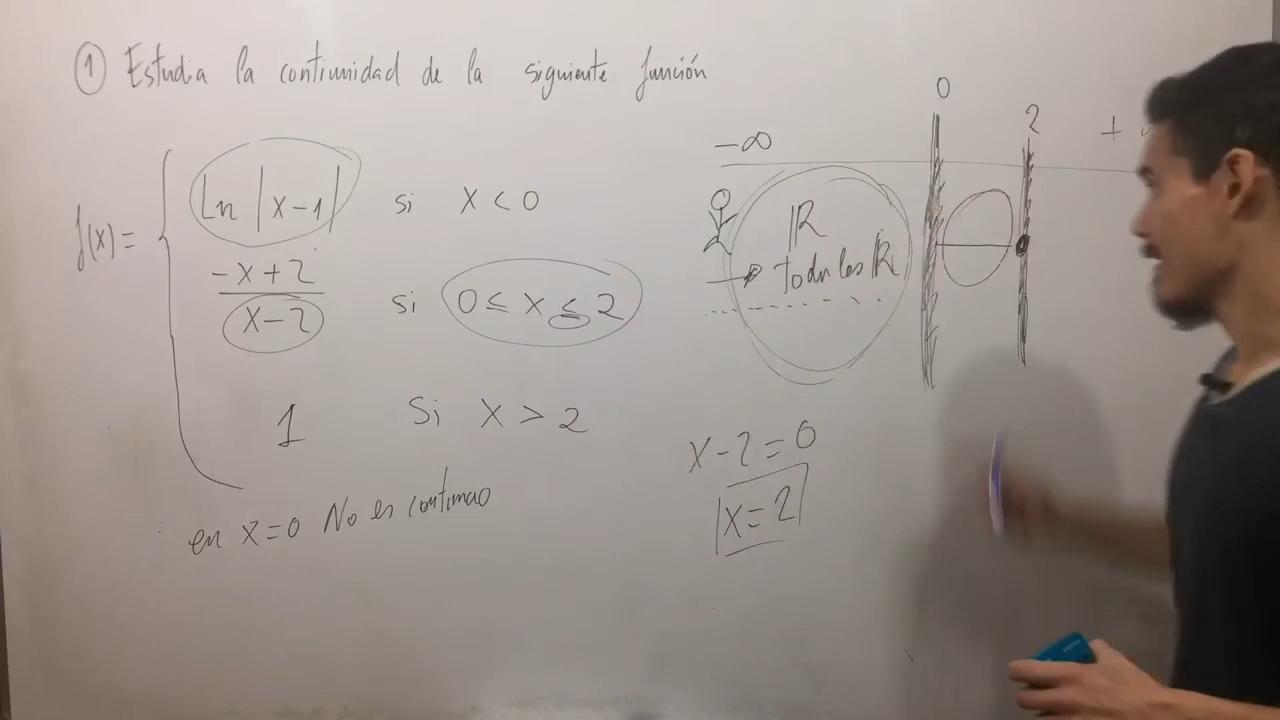 ① Estudia la continuidad de la siguiente función
f(x) =
Ln |x-1| si x < 0
-x+2
x-2
si 0 ≤ x ≤ 2
1 si x > 2
en x=0 No es continuo
0
2
-∞
+
IR
todos los IR
x-2=0
x=2